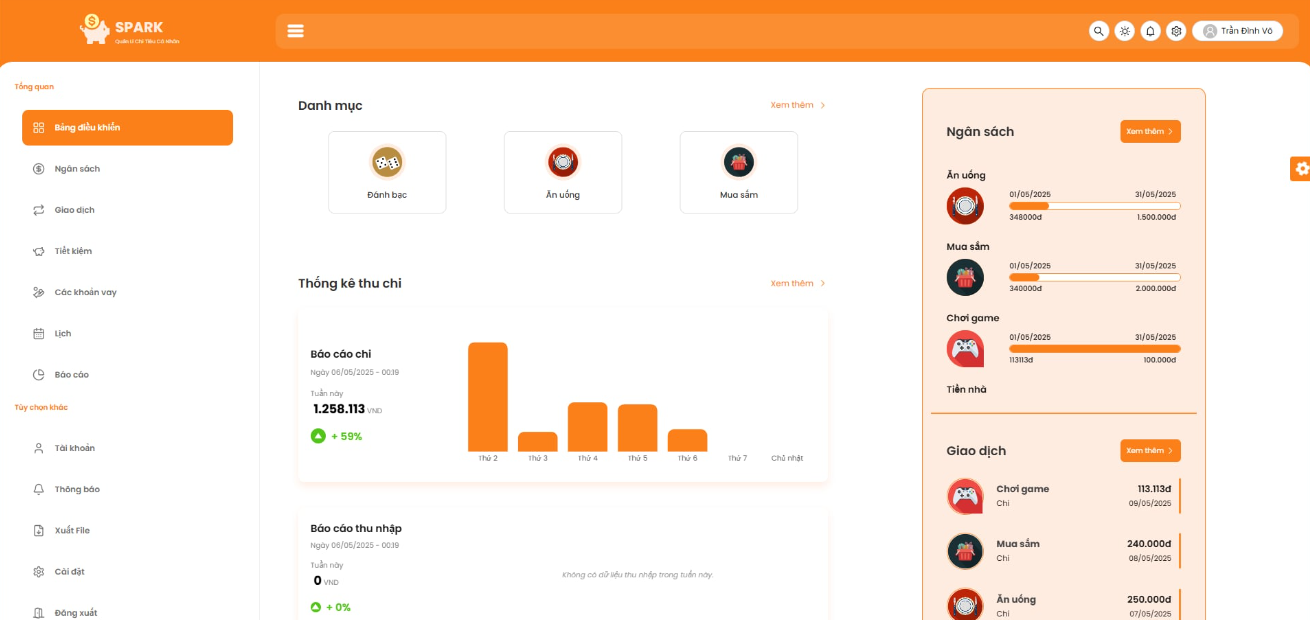 SPARK
Quản lí Chi Tiêu Cá Nhân
Trần Đình Võ
Tổng quan
Bảng điều khiển
Ngân sách
Giao dịch
Tiết kiệm
Các khoản vay
Lịch
Báo cáo
Tùy chọn khác
Tài khoản
Thông báo
Xuất File
Cài đặt
Đăng xuất
Danh mục
Xem thêm
Đánh bạc
Ăn uống
Mua sắm
Thống kê thu chi
Xem thêm
Báo cáo chi
Ngày 06/05/2025 - 00:19
Tuần này
1.258.113 VND
+ 59%
Thứ 2 Thứ 3 Thứ 4 Thứ 5 Thứ 6 Thứ 7 Chủ nhật
Báo cáo thu nhập
Ngày 06/05/2025 - 00:19
Tuần này
0 VND
+ 0%
Không có dữ liệu thu nhập trong tuần này.
Ngân sách
Xem thêm
Ăn uống
01/05/2025 31/05/2025
348000đ 1.500.000đ
Mua sắm
01/05/2025 31/05/2025
340000đ 2.000.000đ
Chơi game
01/05/2025 31/05/2025
113113đ 100.000đ
Tiền nhà
Giao dịch
Xem thêm
Chơi game 113.113đ
Chi 09/05/2025
Mua sắm 240.000đ
Chi 08/05/2025
Ăn uống 250.000đ
Chi 07/05/2025